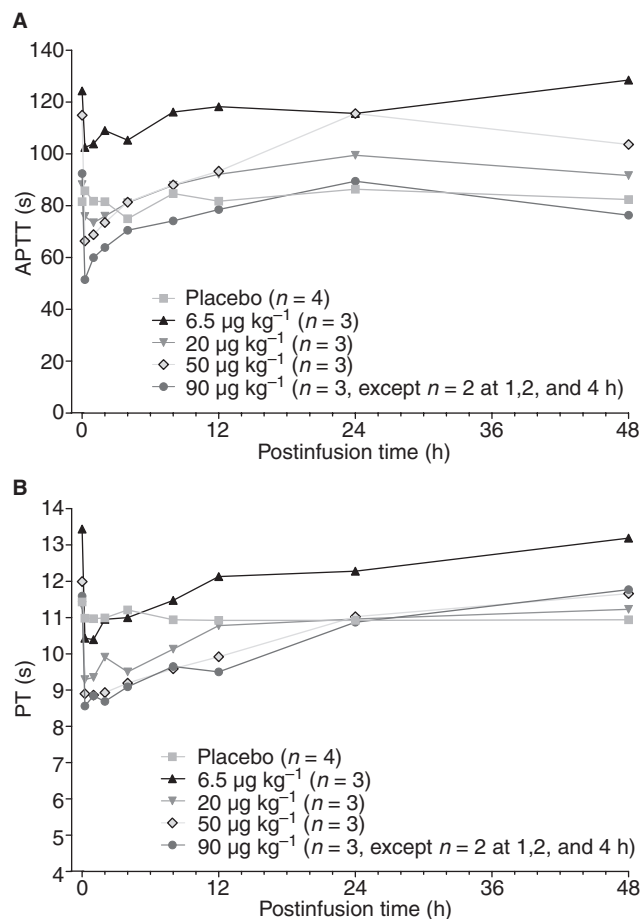 A
140
120
100
80
60
40
20
0
APTT (s)
Placebo (n = 4)
6.5 µg kg⁻¹ (n = 3)
20 µg kg⁻¹ (n = 3)
50 µg kg⁻¹ (n = 3)
90 µg kg⁻¹ (n = 3, except n = 2 at 1,2, and 4 h)
0 12 24 36 48
Postinfusion time (h)
B
14
13
12
11
10
9
8
7
6
5
4
PT (s)
Placebo (n = 4)
6.5 µg kg⁻¹ (n = 3)
20 µg kg⁻¹ (n = 3)
50 µg kg⁻¹ (n = 3)
90 µg kg⁻¹ (n = 3, except n = 2 at 1,2, and 4 h)
0 12 24 36 48
Postinfusion time (h)